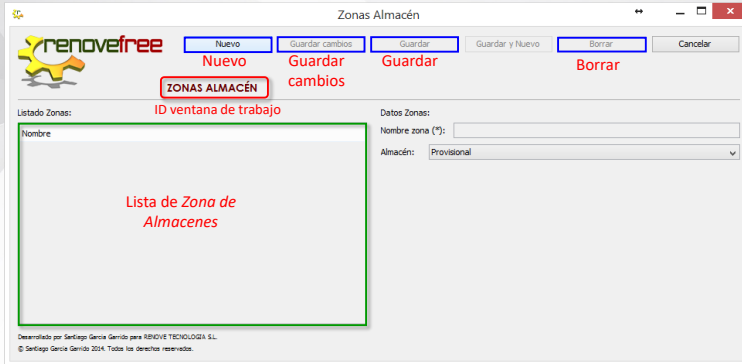 Zonas Almacén
renovefree
Nuevo
Guardar cambios
Guardar
Guardar y Nuevo
Borrar
Cancelar
Nuevo
Guardar
cambios
Guardar
Borrar
ZONAS ALMACÉN
ID ventana de trabajo
Listado Zonas:
Datos Zonas:
Nombre
Nombre zona (*):
Almacén:
Provisional
Lista de Zona de
Almacenes
Desarrollado por Santiago Garcia Garrido para RENOVE TECNOLOGIA S.L.
© Santiago Garcia Garrido 2014. Todos los derechos reservados.